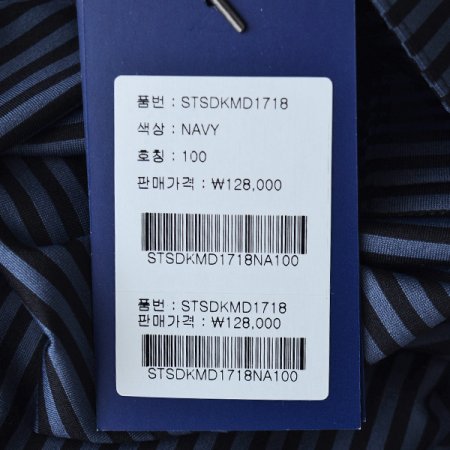 품번 : STSDKMD1718
색상 : NAVY
호칭 : 100
판매가격 : ₩128,000
STSDKMD1718NA100
품번 : STSDKMD1718
판매가격 : ₩128,000
STSDKMD1718NA100